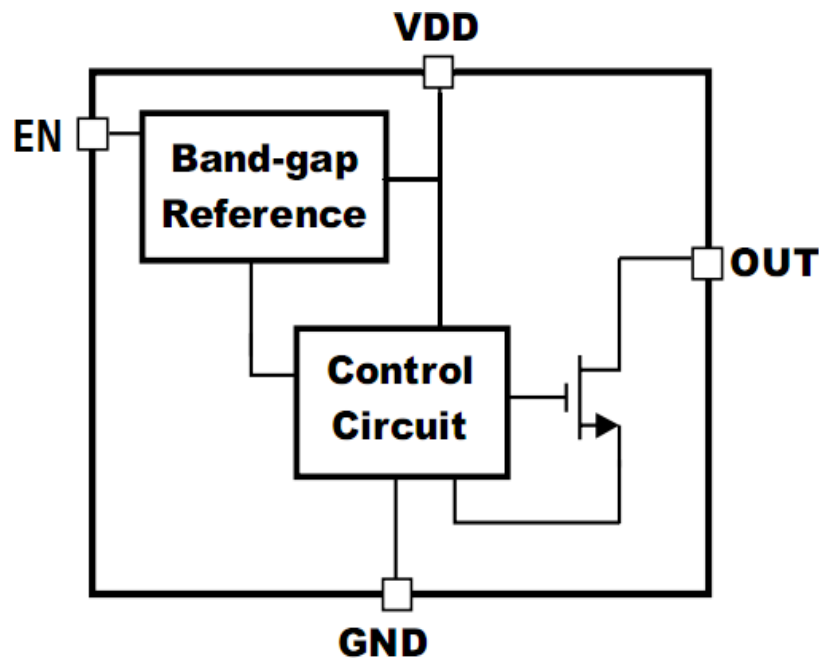 VDD
EN
Band-gap
Reference
OUT
Control
Circuit
GND